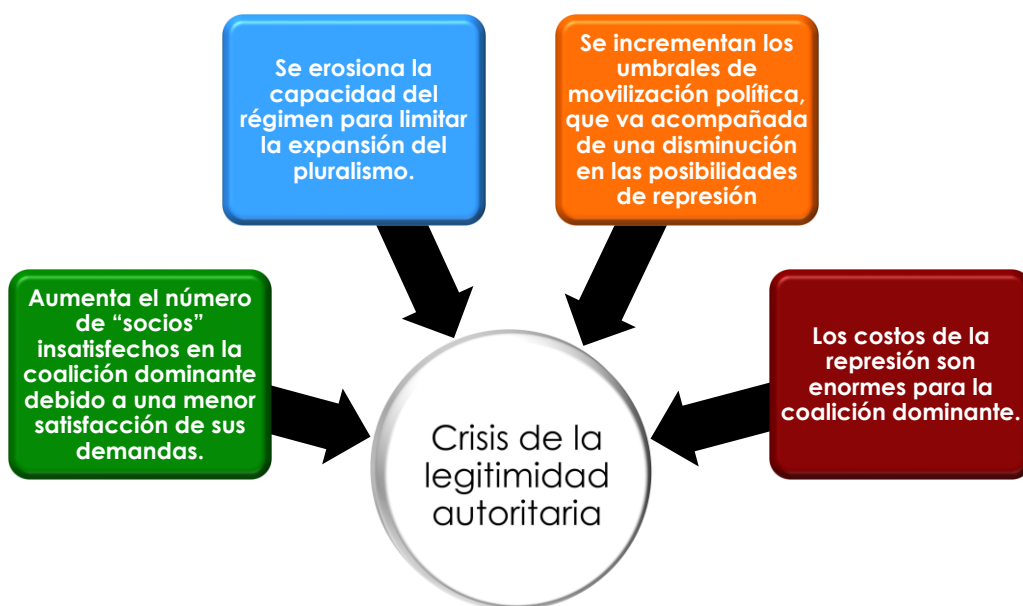 Se erosiona la
capacidad del
régimen para limitar
la expansión del
pluralismo.
Se incrementan los
umbrales de
movilización política,
que va acompañada
de una disminución
en las posibilidades
de represión
Aumenta el número
de “socios”
insatisfechos en la
coalición dominante
debido a una menor
satisfacción de sus
demandas.
Los costos de la
represión son
enormes para la
coalición dominante.
Crisis de la
legitimidad
autoritaria